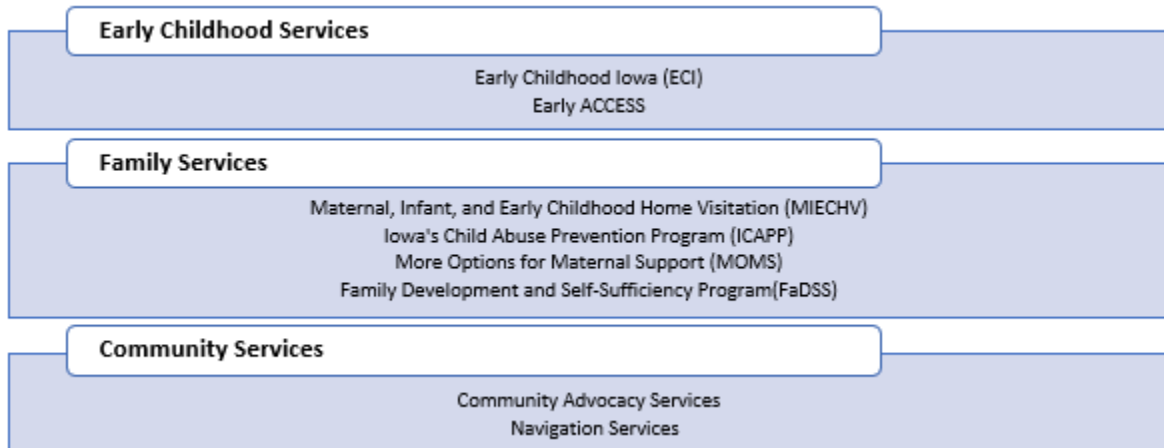 Early Childhood Services
Early Childhood Iowa (ECI)
Early ACCESS
Family Services
Maternal, Infant, and Early Childhood Home Visitation (MIECHV)
Iowa's Child Abuse Prevention Program (ICAPP)
More Options for Maternal Support (MOMS)
Family Development and Self-Sufficiency Program(FaDSS)
Community Services
Community Advocacy Services
Navigation Services